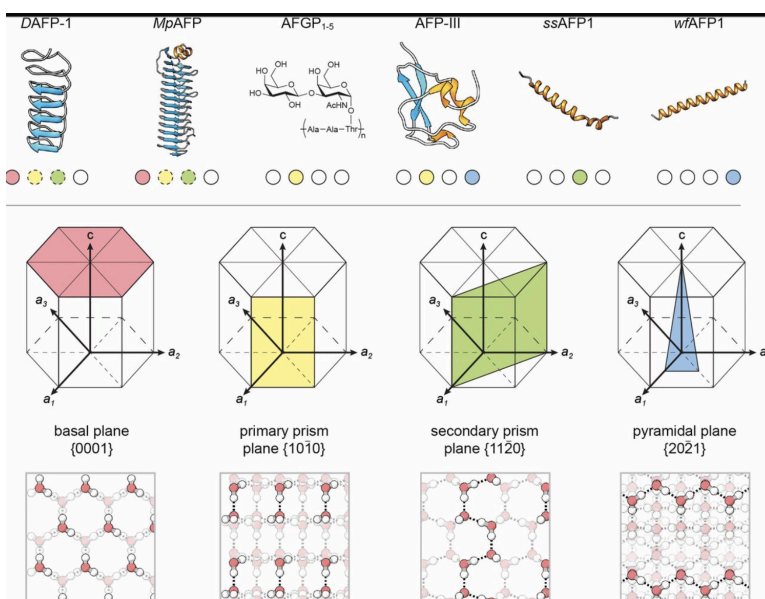 DAFP-1 MpAFP AFGP1-5 AFP-III ssAFP1 wfAFP1
HO OH HO OH
HO O O
OH AcHN
O
Ala—Ala—Thr n
c c c c
a3 a3 a3 a3
a2 a2 a2 a
a1 a1 a1 a1
basal plane primary prism secondary prism pyramidal plane
{0001} plane {101̄0} plane {112̄0} {202̄1}